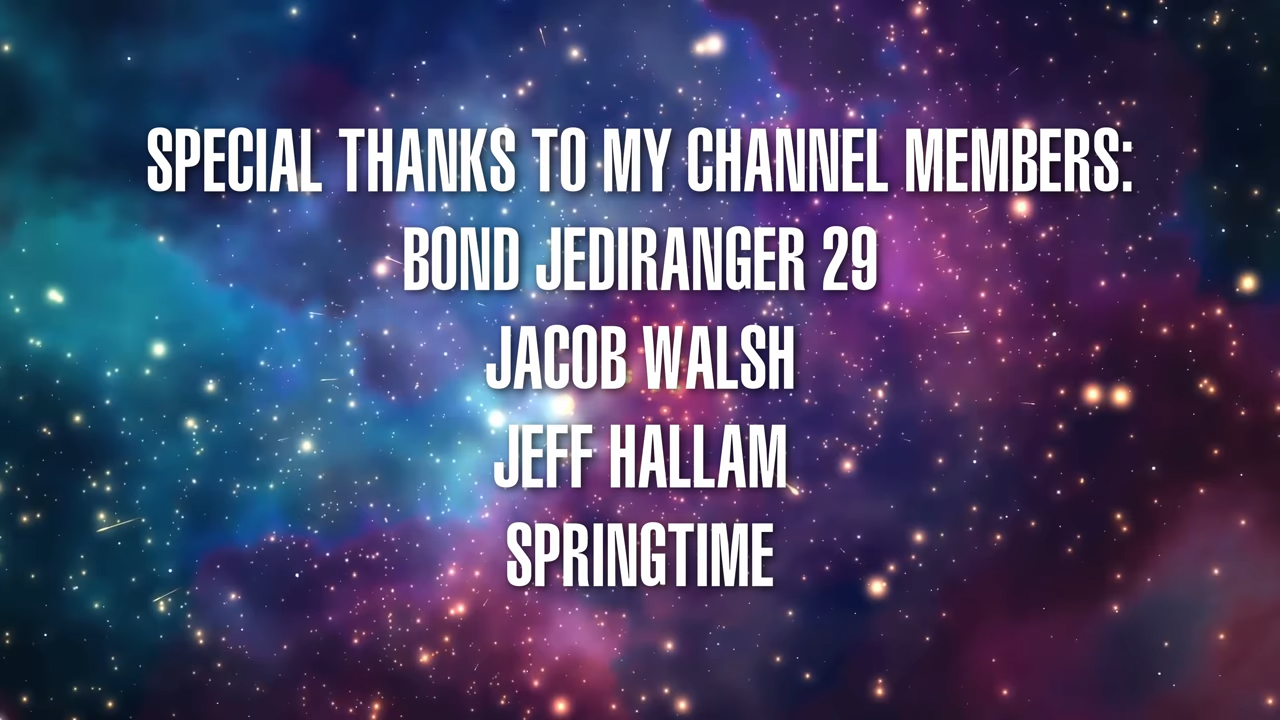 SPECIAL THANKS TO MY CHANNEL MEMBERS:
BOND JEDIRANGER 29
JACOB WALSH
JEFF HALLAM
SPRINGTIME